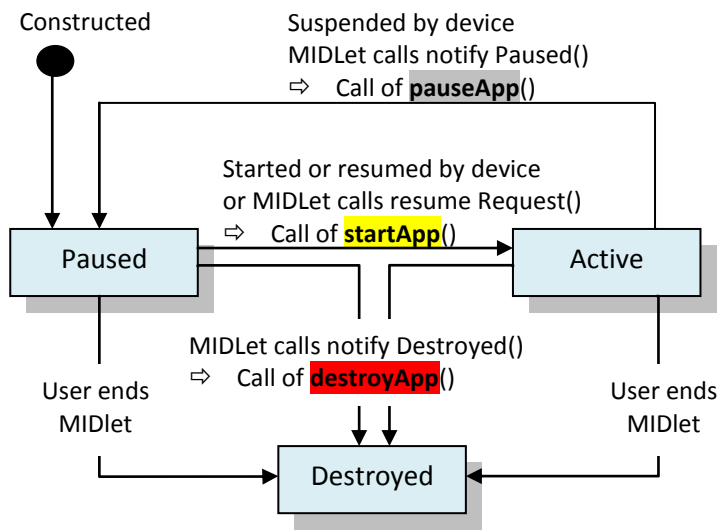 Constructed
Suspended by device
MIDLet calls notify Paused()
⇨ Call of pauseApp()
Started or resumed by device
or MIDLet calls resume Request()
⇨ Call of startApp()
Paused
Active
MIDLet calls notify Destroyed()
⇨ Call of destroyApp()
User ends
MIDlet
User ends
MIDlet
Destroyed